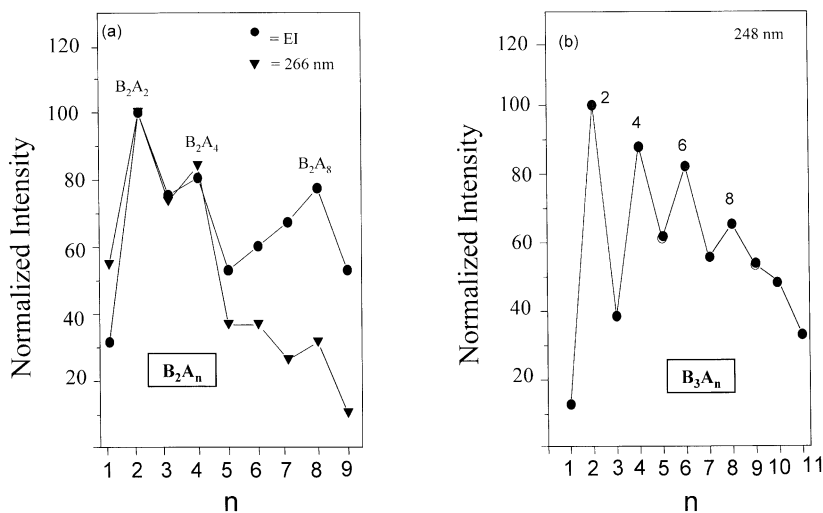 (a)
● = EI
▼ = 266 nm
B₂A₂
B₂A₄
B₂A₈
120
100
80
60
40
20
Normalized Intensity
B₂Aₙ
1 2 3 4 5 6 7 8 9
n
(b)
248 nm
2
4
6
8
120
100
80
60
40
20
Normalized Intensity
B₃Aₙ
1 2 3 4 5 6 7 8 9 10 11
n